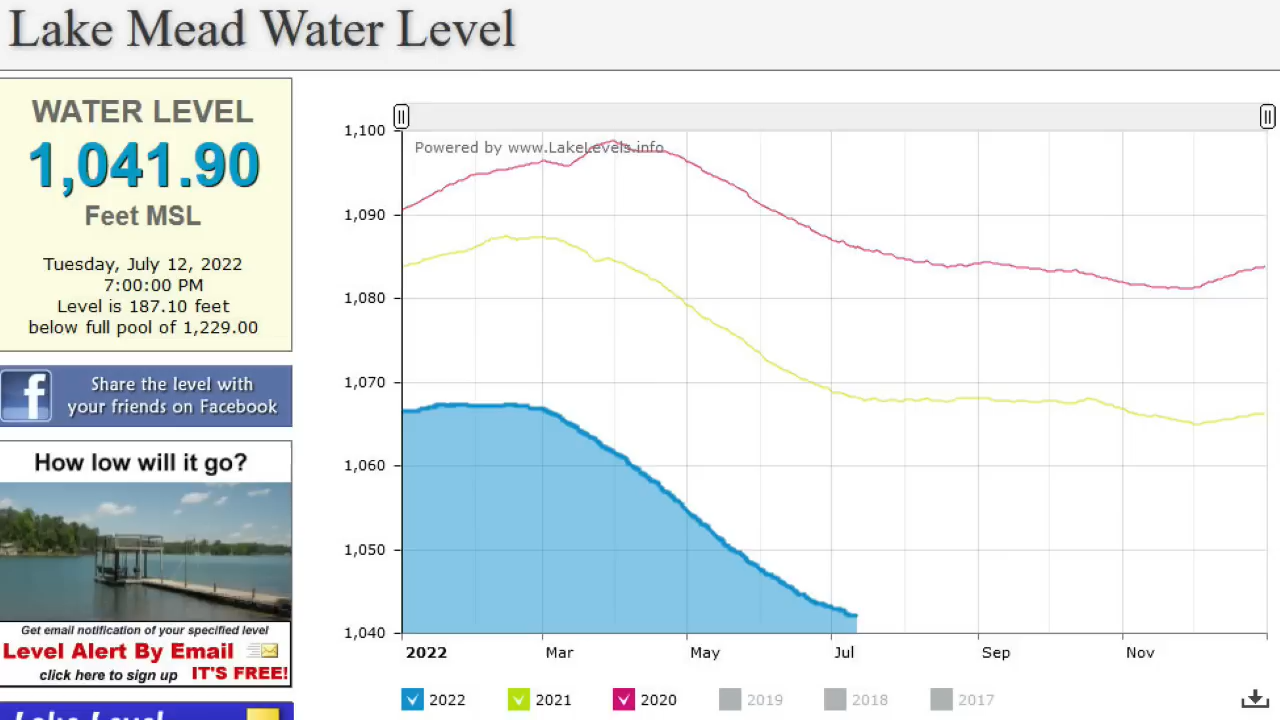 Lake Mead Water Level
WATER LEVEL
1,041.90
Feet MSL
Tuesday, July 12, 2022
7:00:00 PM
Level is 187.10 feet
below full pool of 1,229.00
f
Share the level with
your friends on Facebook
How low will it go?
Get email notification of your specified level
Level Alert By Email
click here to sign up IT'S FREE!
Lake Level
Powered by www.LakeLevels.info
1,100
1,090
1,080
1,070
1,060
1,050
1,040
2022 Mar May Jul Sep Nov
2022 2021 2020 2019 2018 2017